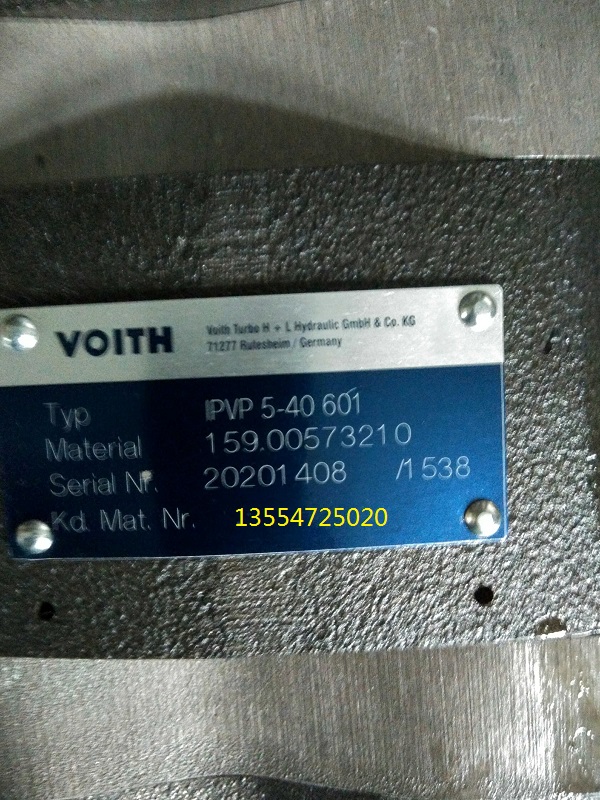 VOITH
Voith Turbo H + L Hydraulic GmbH & Co. KG
71277 Rutesheim / Germany
Typ IPVP 5-40 601
Material 159.00573210
Serial Nr. 20201408 /1538
Kd. Mat. Nr. 13554725020